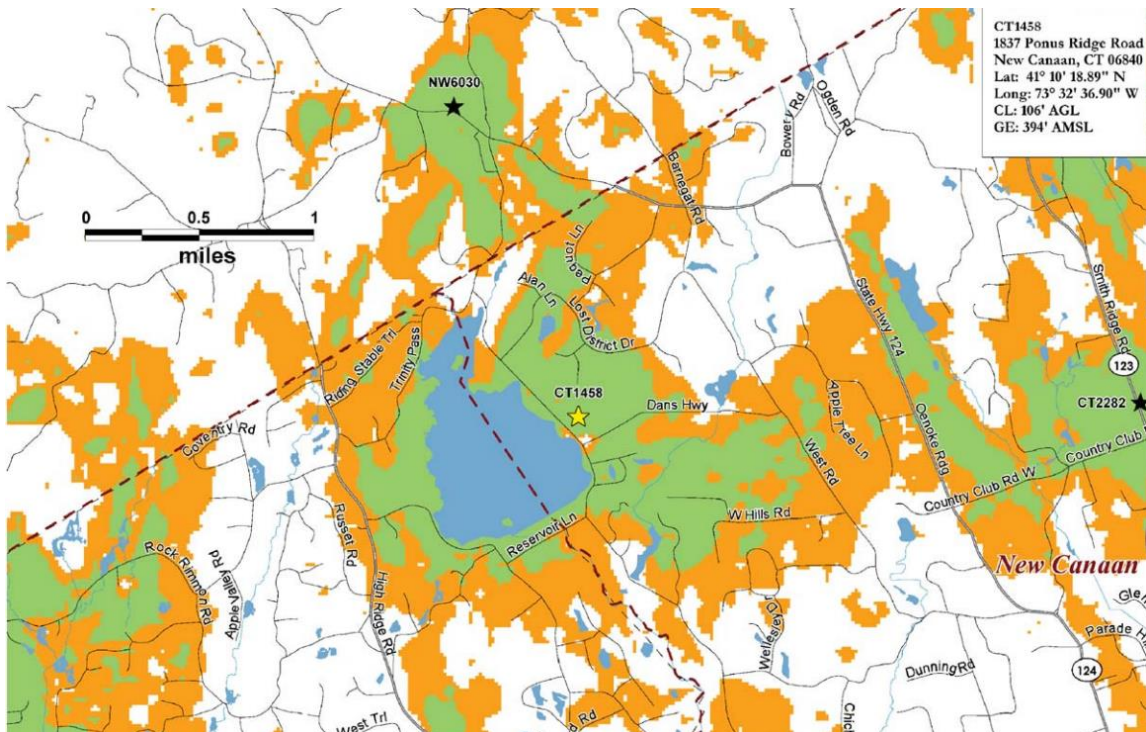 CT1458
1837 Ponus Ridge Road
New Canaan, CT 06840
Lat: 41° 10' 18.89" N
Long: 73° 32' 36.90" W
CL: 106' AGL
GE: 394' AMSL
NW6030
Ogden Rd
Bowery Rd
Barnegat Rd
0 0.5 1
miles
Alan Ln
Lost District Dr
State Hwy 124
Smith Ridge Rd
123
Riding Stable Trl
Trinity Pass
CT1458
Dans Hwy
CT2282
Apple Tree Ln
Oenoke Rdg
West Rd
Coventry Rd
Country Club
Country Club Rd W
W Hills Rd
Reservoir Ln
Russet Rd
Rock Rimmon Rd
Apple Valley Rd
High Ridge Rd
New Canaan
Wellesley Dr
Parade
Dunning Rd
124
West Trl
Rd